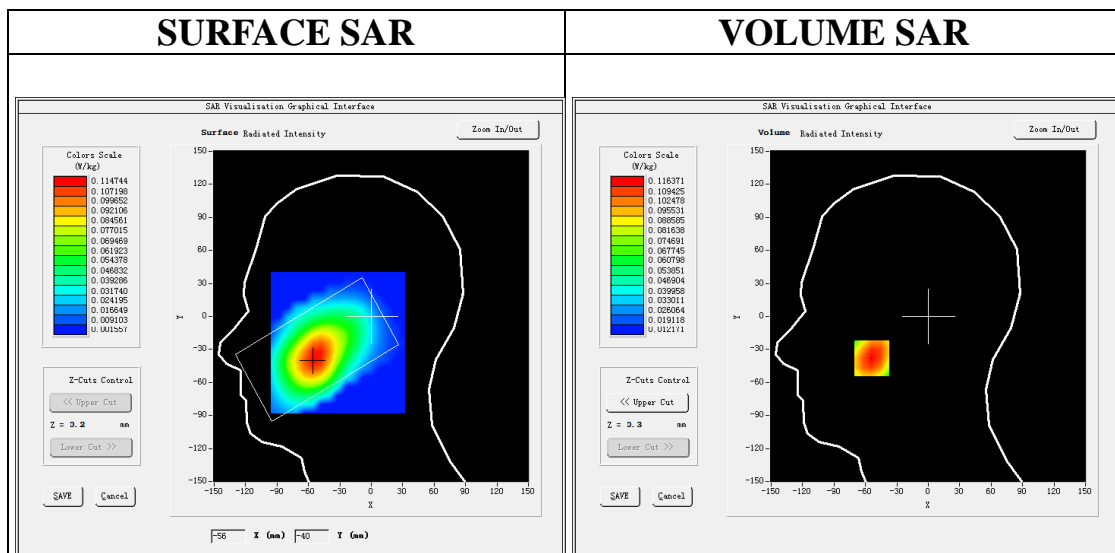 SURFACE SAR
VOLUME SAR
SAR Visualisation Graphical Interface
Surface Radiated Intensity
Zoom In/Out
Colors Scale
(W/kg)
0.114744
0.107198
0.099652
0.092106
0.084561
0.077015
0.069469
0.061923
0.054378
0.046832
0.039286
0.031740
0.024195
0.016649
0.009103
0.001557
150
120
90
60
30
0
-30
-60
-90
-120
-150
Y
-150 -120 -90 -60 -30 0 30 60 90 120 150
X
Z-Cuts Control
<< Upper Cut
Z = 0.2 mm
Lower Cut >>
SAVE Cancel
-56 X (mm) -40 Y (mm)
SAR Visualisation Graphical Interface
Volume Radiated Intensity
Zoom In/Out
Colors Scale
(W/kg)
0.116371
0.109425
0.102478
0.095531
0.088585
0.081638
0.074691
0.067745
0.060798
0.053851
0.046904
0.039958
0.033011
0.026064
0.019118
0.012171
150
120
90
60
30
0
-30
-60
-90
-120
-150
Y
-150 -120 -90 -60 -30 0 30 60 90 120 150
X
Z-Cuts Control
<< Upper Cut
Z = 0.3 mm
Lower Cut >>
SAVE Cancel